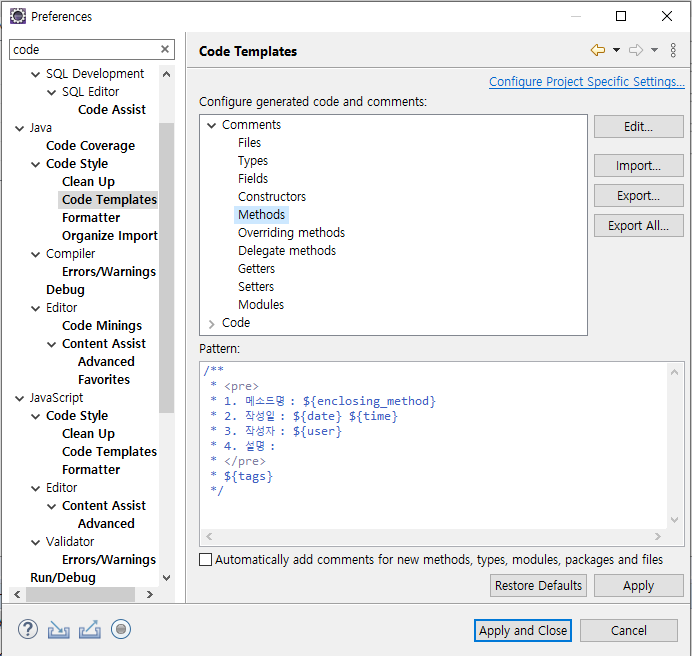 Preferences
code
Code Templates
Configure Project Specific Settings...
SQL Development
SQL Editor
Code Assist
Java
Code Coverage
Code Style
Clean Up
Code Templates
Formatter
Organize Import
Compiler
Errors/Warnings
Debug
Editor
Code Minings
Content Assist
Advanced
Favorites
JavaScript
Code Style
Clean Up
Code Templates
Formatter
Editor
Content Assist
Advanced
Validator
Errors/Warnings
Run/Debug
Configure generated code and comments:
Comments
Files
Types
Fields
Constructors
Methods
Overriding methods
Delegate methods
Getters
Setters
Modules
Code
Edit...
Import...
Export...
Export All...
Pattern:
/**
* <pre>
* 1. 메소드명 : ${enclosing_method}
* 2. 작성일 : ${date} ${time}
* 3. 작성자 : ${user}
* 4. 설명 :
* </pre>
* ${tags}
*/
Automatically add comments for new methods, types, modules, packages and files
Restore Defaults
Apply
Apply and Close
Cancel